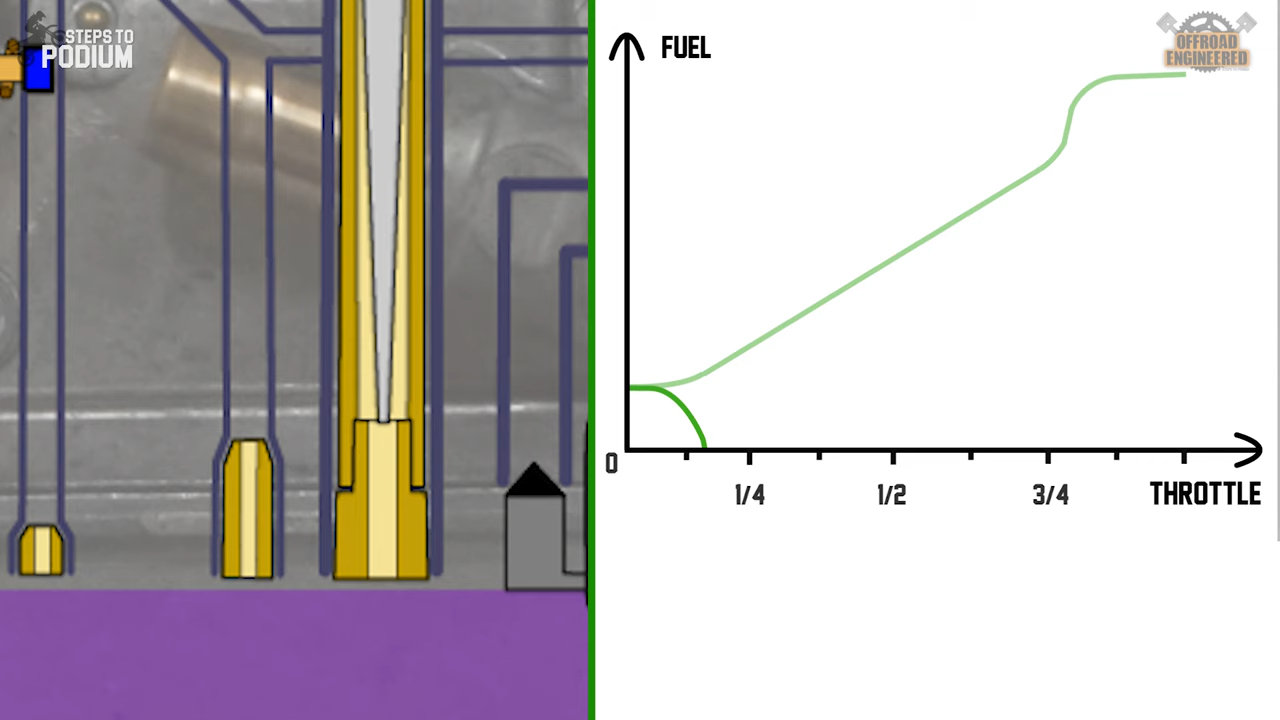 STEPS TO
PODIUM
FUEL
OFFROAD
ENGINEERED
0
1/4
1/2
3/4
THROTTLE